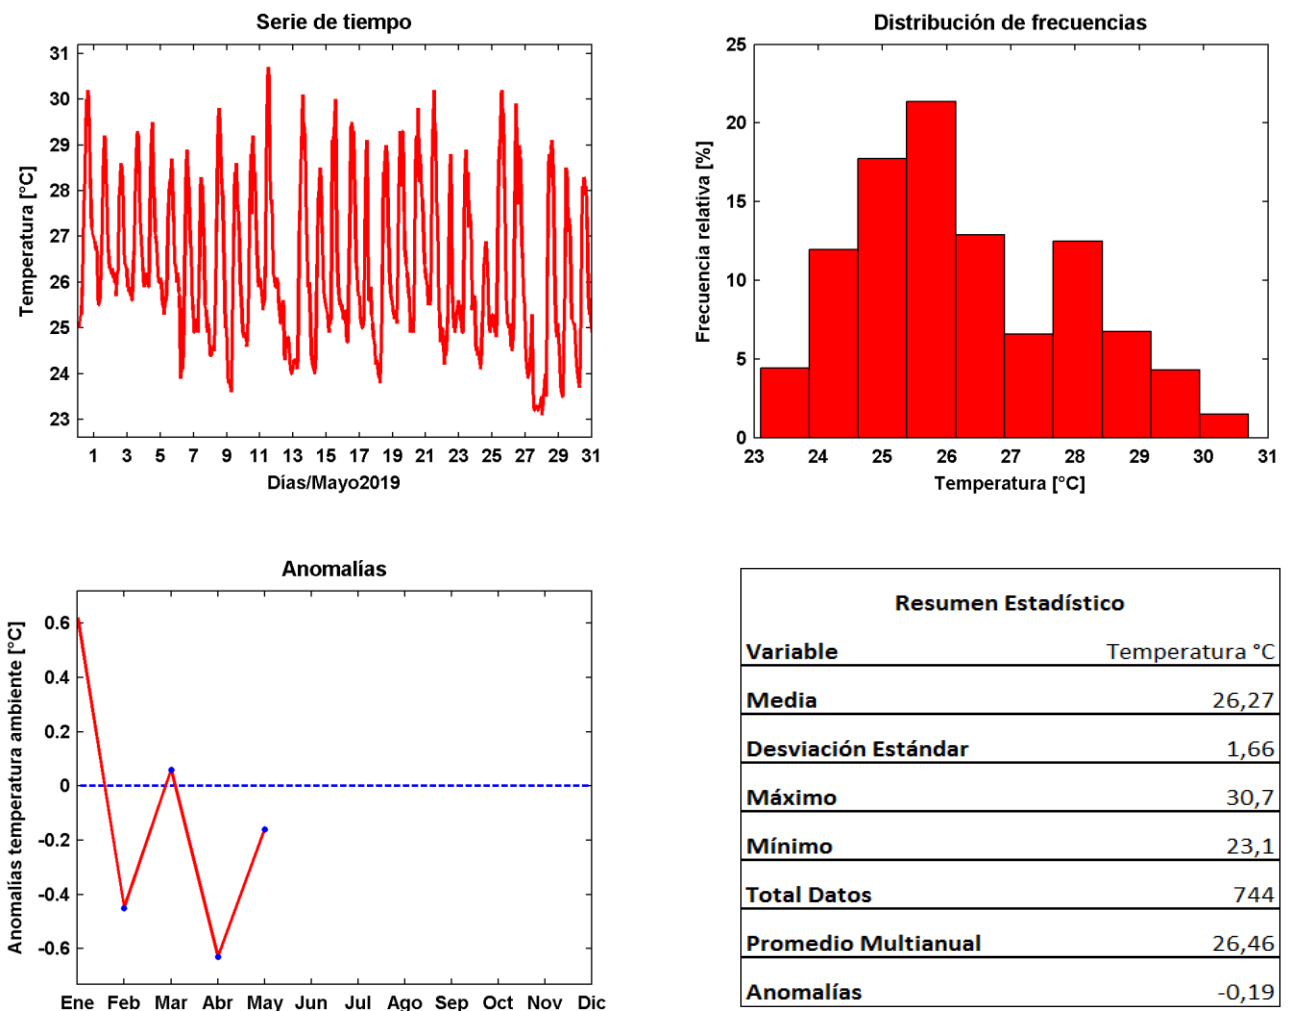 Serie de tiempo
Temperatura [°C]
31
30
29
28
27
26
25
24
23
1 3 5 7 9 11 13 15 17 19 21 23 25 27 29 31
Días/Mayo2019
Distribución de frecuencias
Frecuencia relativa [%]
25
20
15
10
5
0
23 24 25 26 27 28 29 30 31
Temperatura [°C]
Anomalías
Anomalías temperatura ambiente [°C]
0.6
0.4
0.2
0
-0.2
-0.4
-0.6
Ene Feb Mar Abr May Jun Jul Ago Sep Oct Nov Dic
Resumen Estadístico
Variable Temperatura °C
Media 26,27
Desviación Estándar 1,66
Máximo 30,7
Mínimo 23,1
Total Datos 744
Promedio Multianual 26,46
Anomalías -0,19